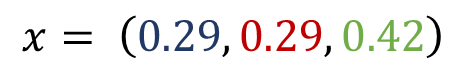 x = (0.29, 0.29, 0.42)